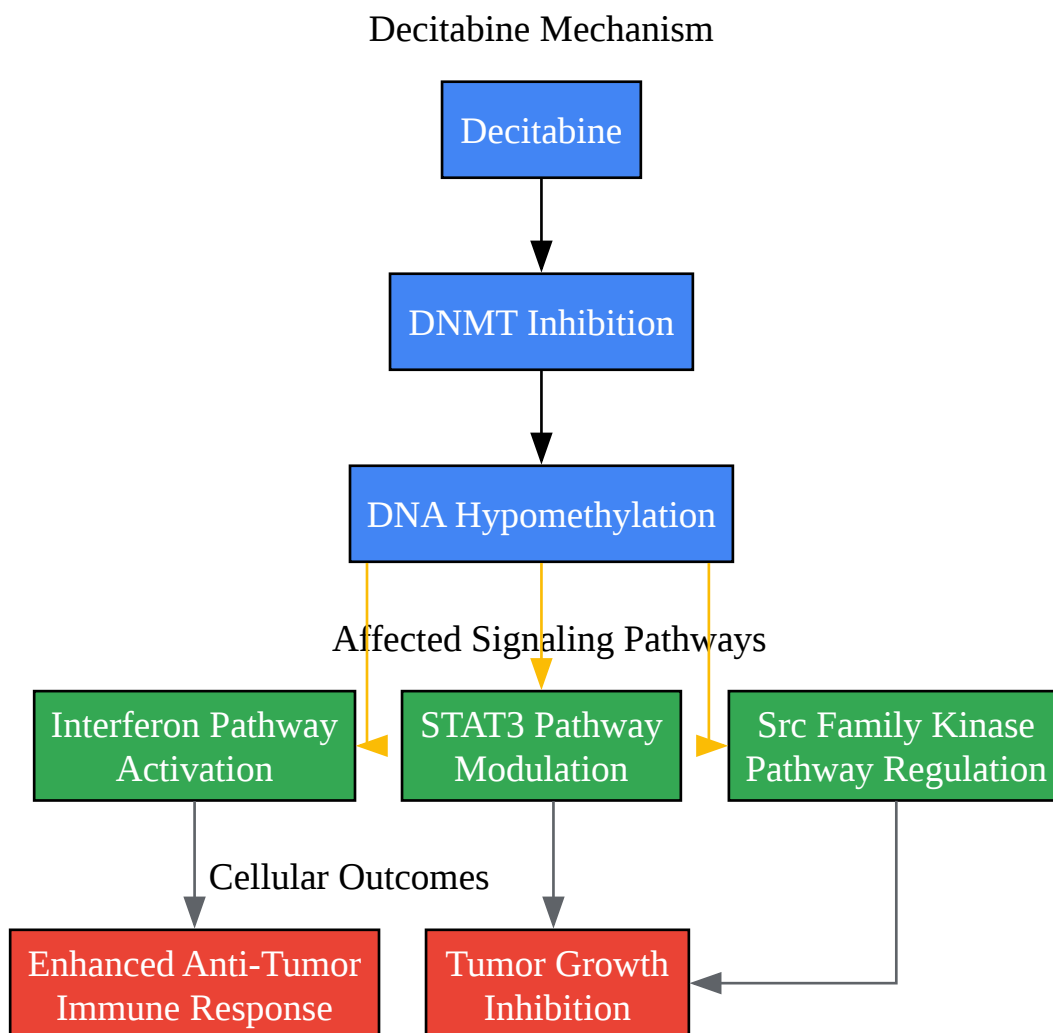 Decitabine Mechanism
Decitabine
DNMT Inhibition
DNA Hypomethylation
Affected Signaling Pathways
Interferon Pathway
Activation
STAT3 Pathway
Modulation
Src Family Kinase
Pathway Regulation
Cellular Outcomes
Enhanced Anti-Tumor
Immune Response
Tumor Growth
Inhibition